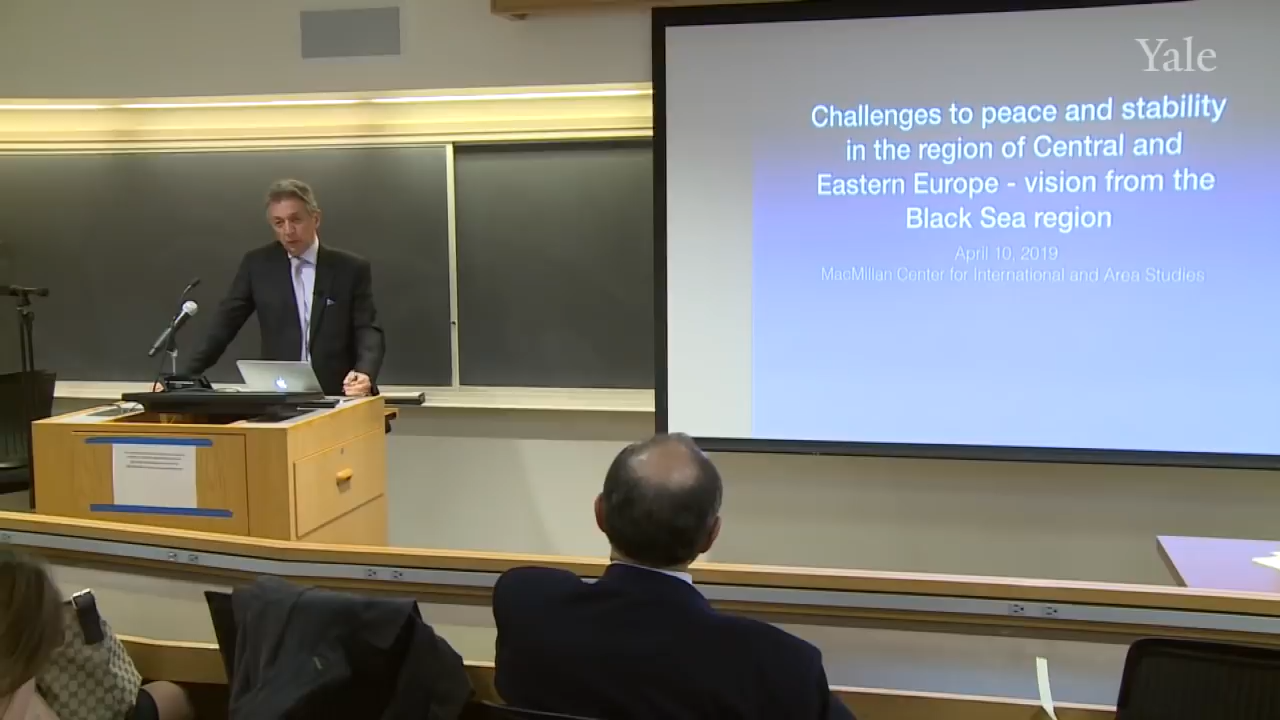 Yale
Challenges to peace and stability
in the region of Central and
Eastern Europe - vision from the
Black Sea region
April 10, 2019
MacMillan Center for International and Area Studies